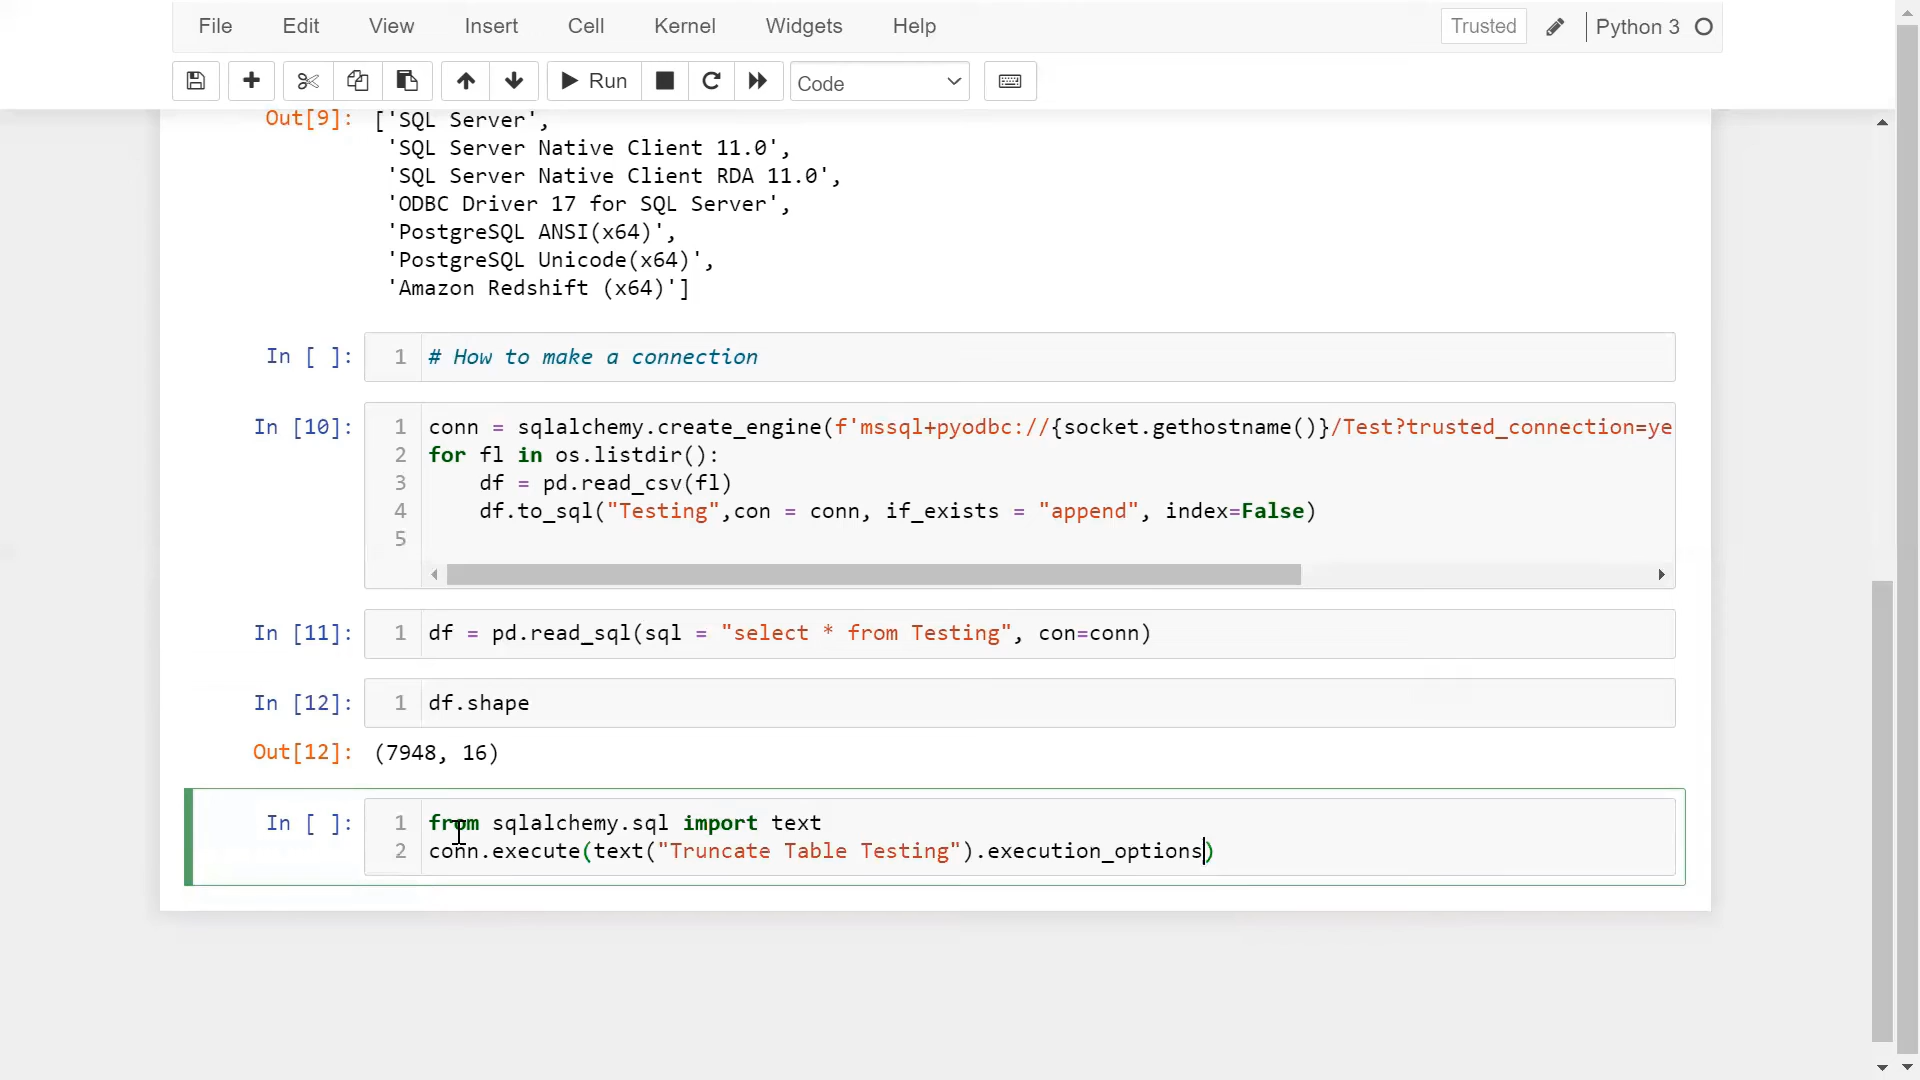 File Edit View Insert Cell Kernel Widgets Help Trusted Python 3
Run Code
Out[9]: ['SQL Server',
'SQL Server Native Client 11.0',
'SQL Server Native Client RDA 11.0',
'ODBC Driver 17 for SQL Server',
'PostgreSQL ANSI(x64)',
'PostgreSQL Unicode(x64)',
'Amazon Redshift (x64)']
In [ ]: 1 # How to make a connection
In [10]: 1 conn = sqlalchemy.create_engine(f'mssql+pyodbc://{socket.gethostname()}/Test?trusted_connection=ye
2 for fl in os.listdir():
3 df = pd.read_csv(fl)
4 df.to_sql("Testing",con = conn, if_exists = "append", index=False)
5
In [11]: 1 df = pd.read_sql(sql = "select * from Testing", con=conn)
In [12]: 1 df.shape
Out[12]: (7948, 16)
In [ ]: 1 from sqlalchemy.sql import text
2 conn.execute(text("Truncate Table Testing").execution_options)